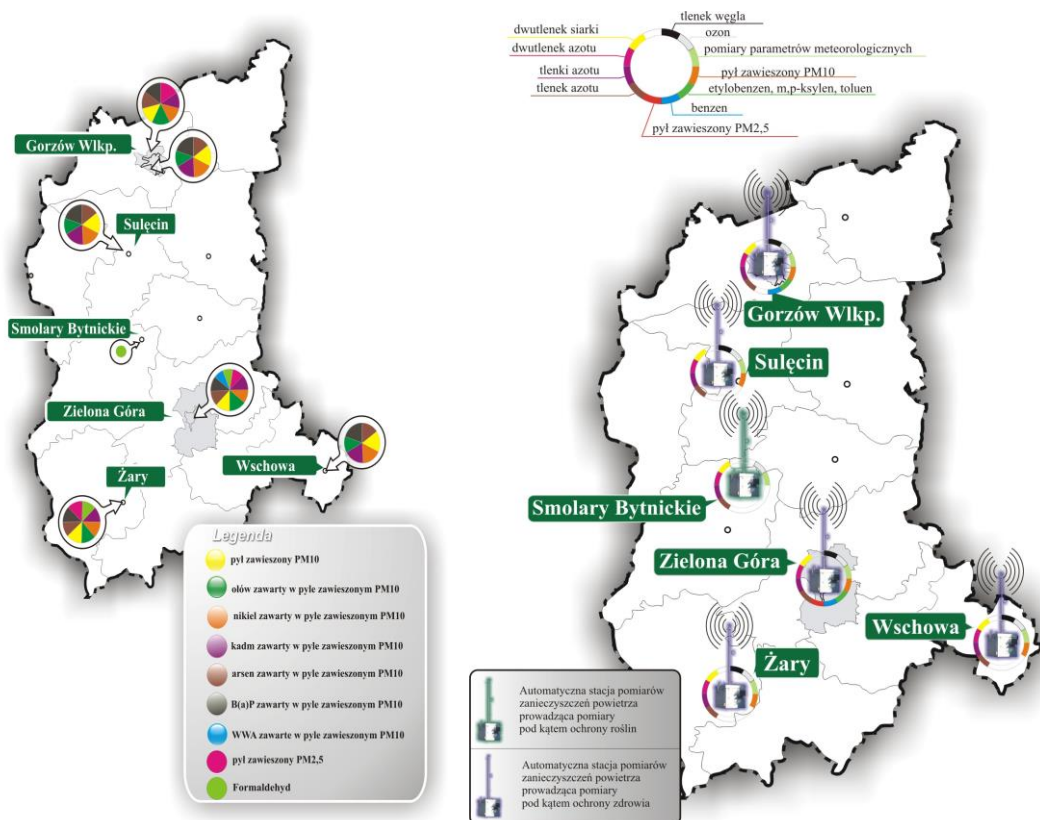 Gorzów Wlkp.
Sulęcin
Smolary Bytnickie
Zielona Góra
Wschowa
Żary
Legenda
pył zawieszony PM10
ołów zawarty w pyle zawieszonym PM10
nikiel zawarty w pyle zawieszonym PM10
kadm zawarty w pyle zawieszonym PM10
arsen zawarty w pyle zawieszonym PM10
B(a)P zawarty w pyle zawieszonym PM10
WWA zawarte w pyle zawieszonym PM10
pył zawieszony PM2,5
Formaldehyd
tlenek węgla
dwutlenek siarki
ozon
dwutlenek azotu
pomiary parametrów meteorologicznych
tlenki azotu
pył zawieszony PM10
tlenek azotu
etylobenzen, m,p-ksylen, toluen
benzen
pył zawieszony PM2,5
Gorzów Wlkp.
Sulęcin
Smolary Bytnickie
Zielona Góra
Wschowa
Żary
Automatyczna stacja pomiarów
zanieczyszczeń powietrza
prowadząca pomiary
pod kątem ochrony roślin
Automatyczna stacja pomiarów
zanieczyszczeń powietrza
prowadząca pomiary
pod kątem ochrony zdrowia